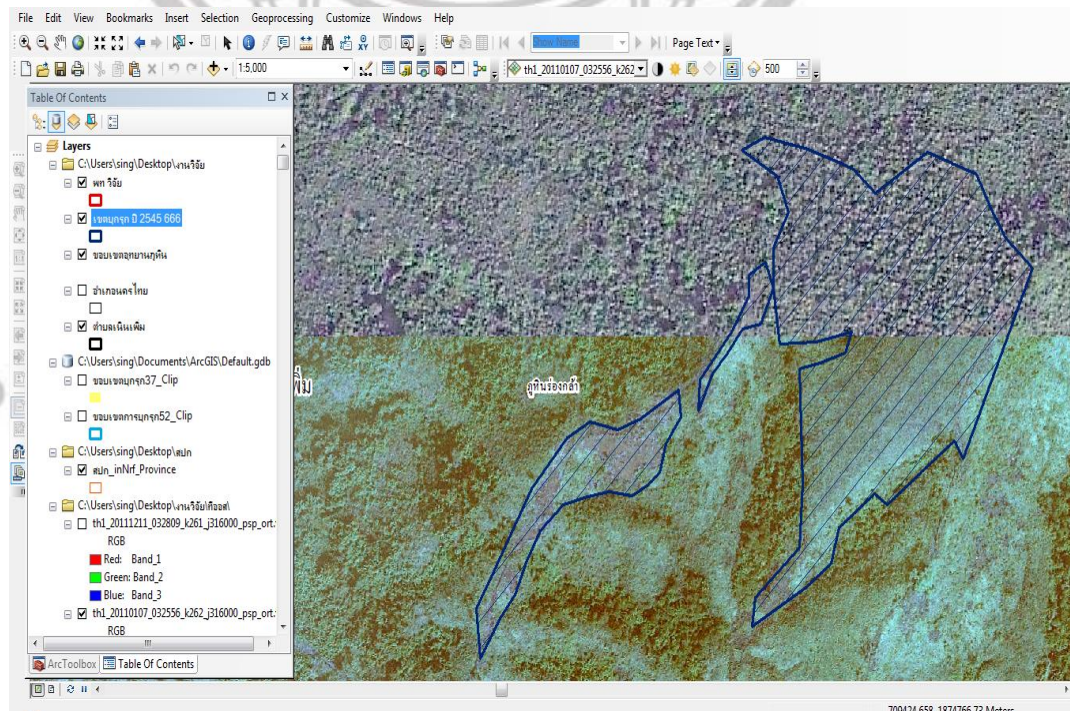 File Edit View Bookmarks Insert Selection Geoprocessing Customize Windows Help
Show Name
Page Text
1:5,000
th1_20110107_032556_k262
500
Table Of Contents
Layers
C:\Users\sing\Desktop\งานวิจัย
พท วิจัย
เขตบุกรุก ปี 2545 666
ขอบเขตอุทยานภูหิน
อำเภอนครไทย
ตำบลเนินเพิ่ม
C:\Users\sing\Documents\ArcGIS\Default.gdb
ขอบเขตบุกรุก37_Clip
ขอบเขตการบุกรุก52_Clip
C:\Users\sing\Desktop\สปก
สปก_inNrf_Province
C:\Users\sing\Desktop\งานวิจัย\ทีออส\
th1_20111211_032809_k261_j316000_psp_ort.
RGB
Red: Band_1
Green: Band_2
Blue: Band_3
th1_20110107_032556_k262_j316000_psp_ort.
RGB
ภูหินร่องกล้า
ArcToolbox Table Of Contents
709424.658 1874766.73 Meters